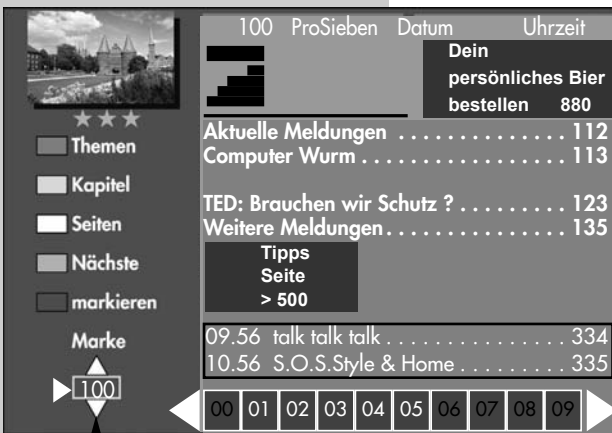 100 ProSieben Datum Uhrzeit
Dein
persönliches Bier
bestellen 880
Aktuelle Meldungen . . . . . . . . . . . . . . . 112
Computer Wurm . . . . . . . . . . . . . . . . . . 113
TED: Brauchen wir Schutz ? . . . . . . . . . 123
Weitere Meldungen. . . . . . . . . . . . . . . . 135
Tipps
Seite
> 500
09.56 talk talk talk . . . . . . . . . . . . . . . 334
10.56 S.O.S.Style & Home . . . . . . . . . 335
Themen
Kapitel
Seiten
Nächste
markieren
Marke
100
00 01 02 03 04 05 06 07 08 09